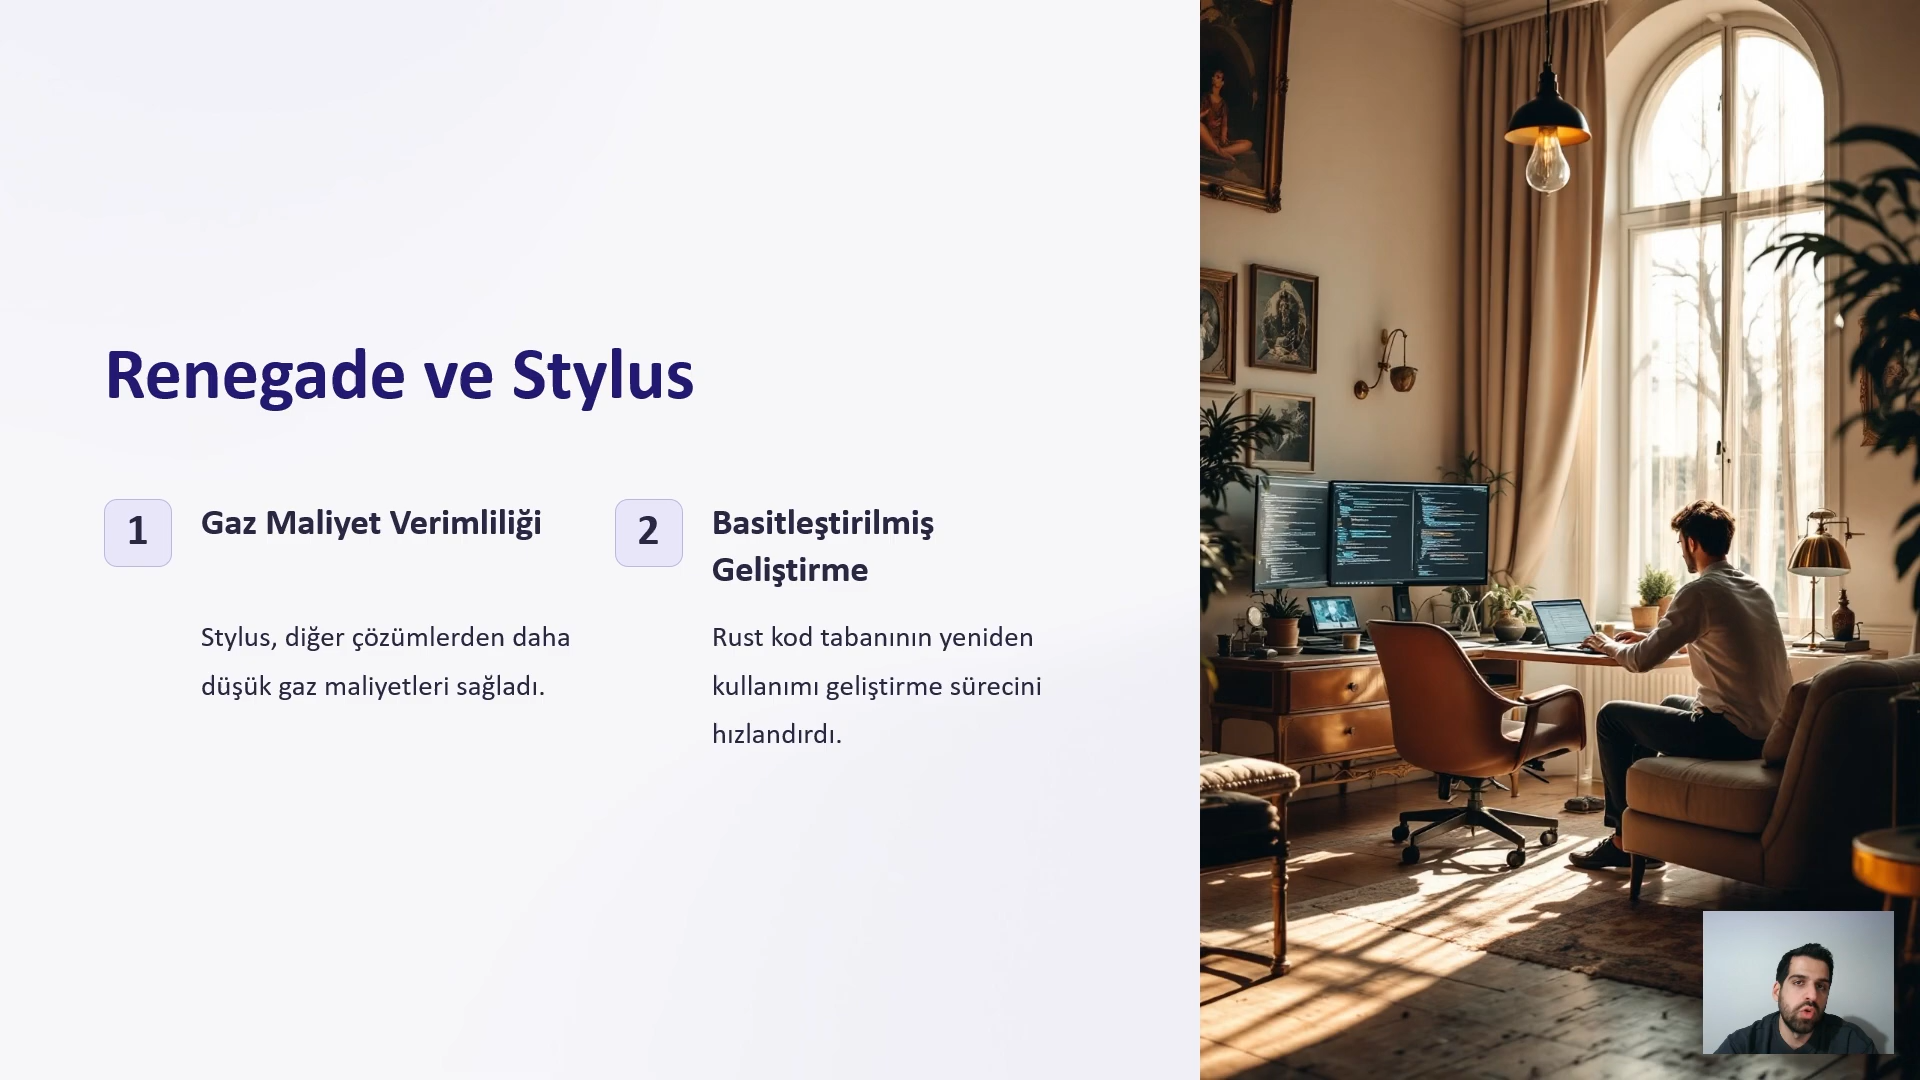 Renegade ve Stylus
1
Gaz Maliyet Verimliliği
Stylus, diğer çözümlerden daha
düşük gaz maliyetleri sağladı.
2
Basitleştirilmiş
Geliştirme
Rust kod tabanının yeniden
kullanımı geliştirme sürecini
hızlandırdı.